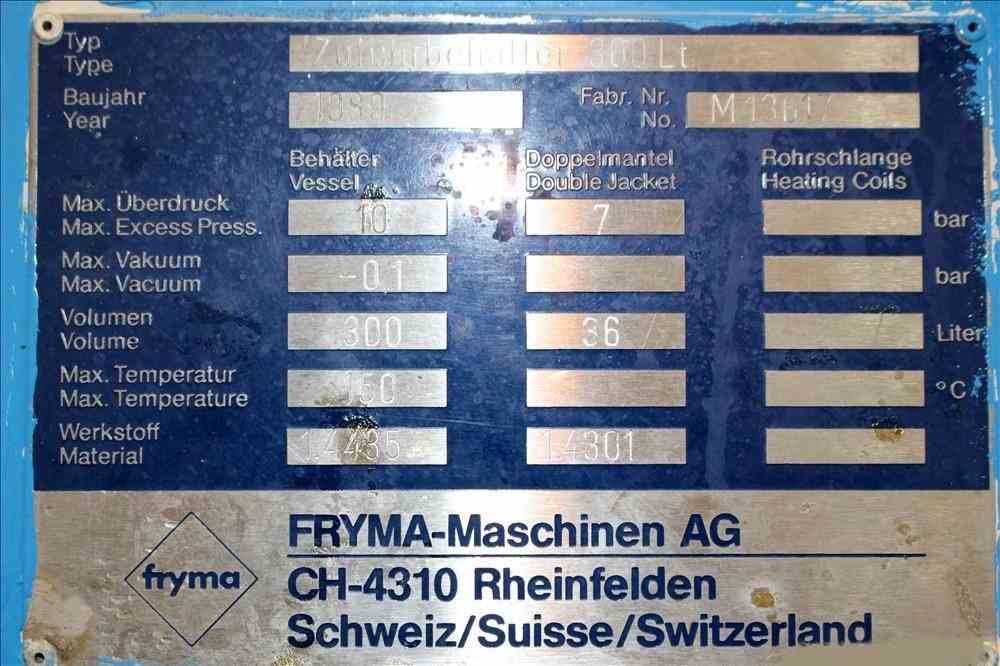 Typ
Type
300 Lt.
Baujahr
Year
Fabr. Nr.
No.
Behälter
Vessel
Doppelmantel
Double Jacket
Rohrschlange
Heating Coils
Max. Überdruck
Max. Excess Press.
10
7
bar
Max. Vakuum
Max. Vacuum
-0,1
bar
Volumen
Volume
300
36
Liter
Max. Temperatur
Max. Temperature
150
°C
Werkstoff
Material
1.4435
1.4301
fryma
FRYMA-Maschinen AG
CH-4310 Rheinfelden
Schweiz/Suisse/Switzerland